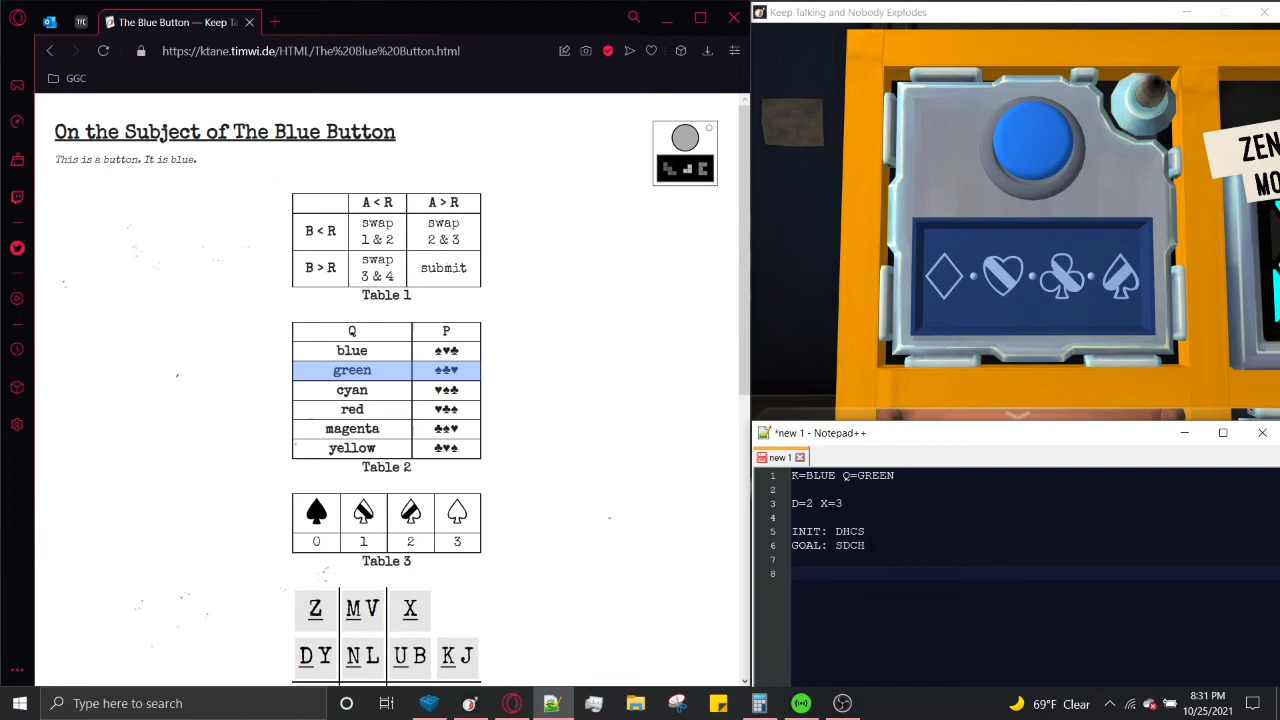 The Blue Button — Keep Ta
https://ktane.timwi.de/HTML/The%20Blue%20Button.html
GGC
On the Subject of The Blue Button
This is a button. It is blue.
A < R A > R
B < R swap 1 & 2 swap 2 & 3
B > R swap 3 & 4 submit
Table 1
Q P
blue ♠♥♣
green ♠♣♥
cyan ♥♠♣
red ♥♣♠
magenta ♣♠♥
yellow ♣♥♠
Table 2
0 1 2 3
Table 3
Z MV X
DY NL UB KJ
Keep Talking and Nobody Explodes
ZEN
MO
*new 1 - Notepad++
new 1
1 K=BLUE Q=GREEN
2
3 D=2 X=3
4
5 INIT: DHCS
6 GOAL: SDCH
7
8
Type here to search
69°F Clear
8:31 PM
10/25/2021